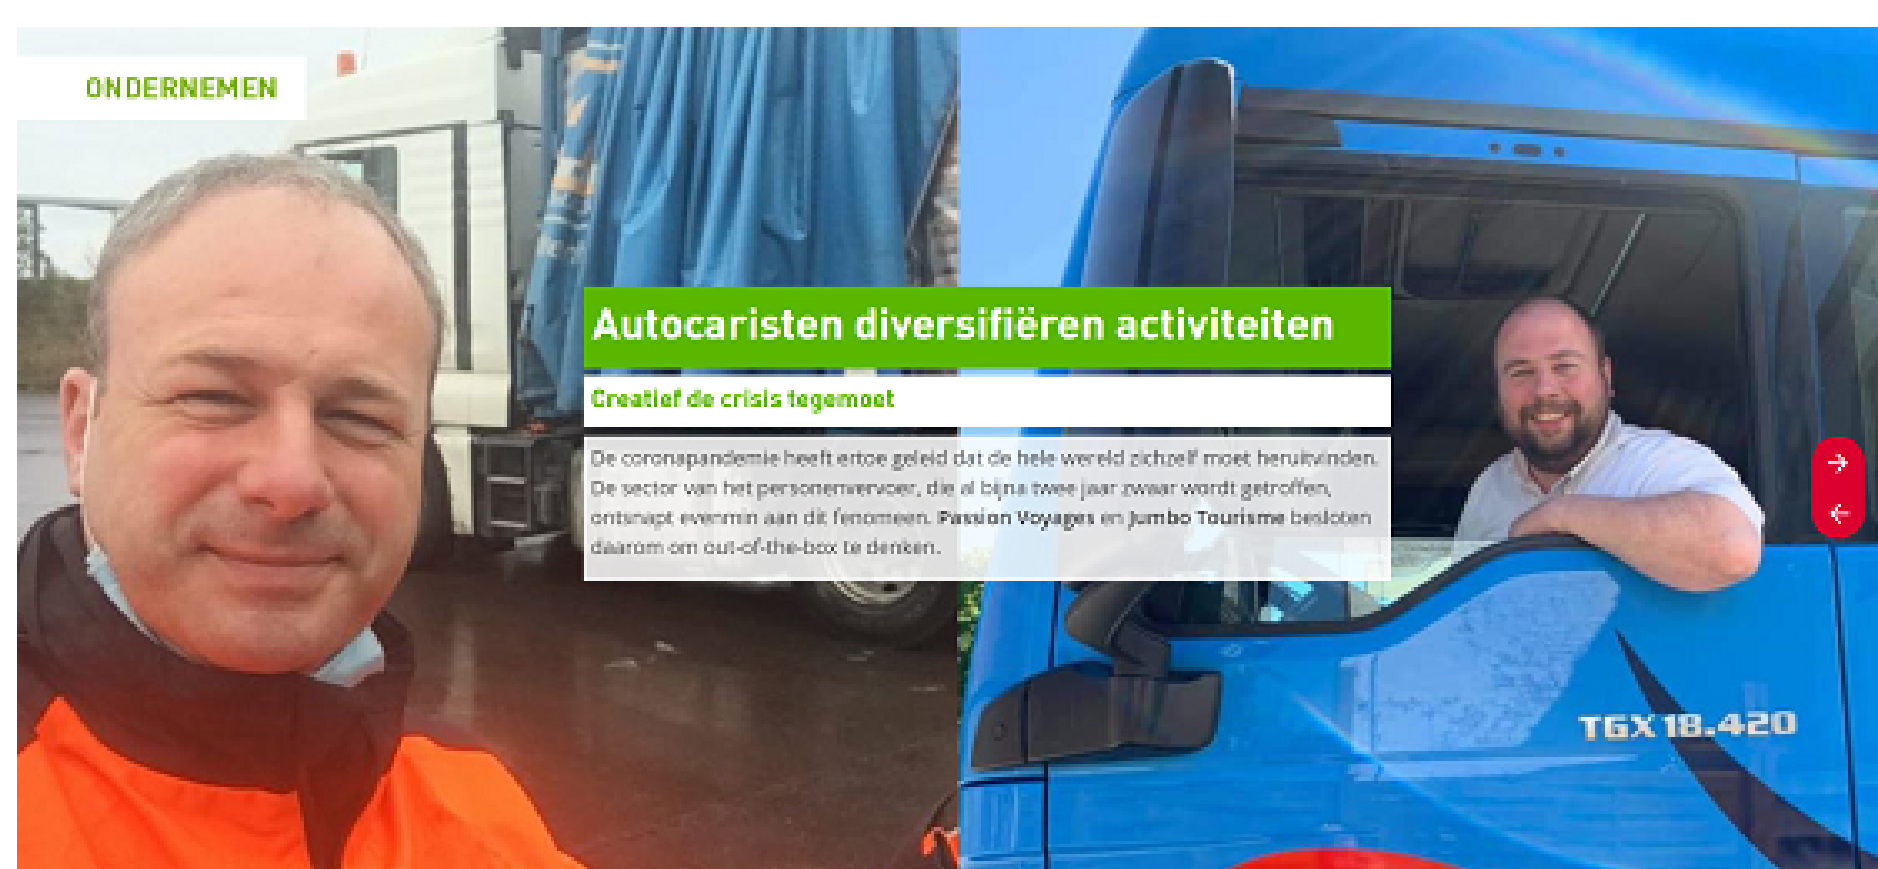 ONDERNEMEN
Autocaristen diversifiëren activiteiten
Creatief de crisis tegemoet
De coronapandemie heeft ertoe geleid dat de hele wereld zichzelf moet heruitvinden.
De sector van het personenvervoer, die al bijna twee jaar zwaar wordt getroffen,
ontsnapt evenmin aan dit fenomeen. Passion Voyages en Jumbo Tourisme besloten
daarom om out-of-the-box te denken.
TGX 18.420